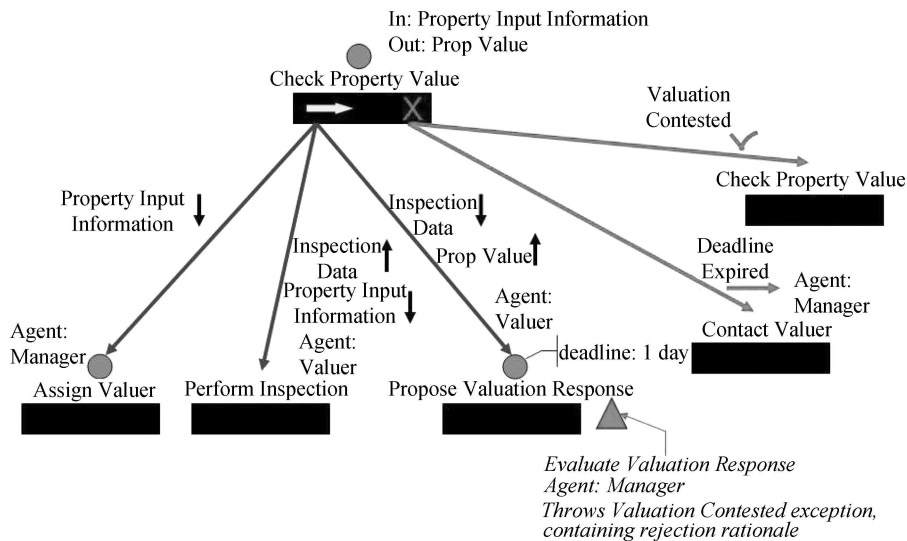 In: Property Input Information
Out: Prop Value
Check Property Value
Valuation
Contested
Check Property Value
Property Input
Information
Inspection
Data
Property Input
Information
Agent:
Valuer
Inspection
Data
Prop Value
Agent:
Valuer
Deadline
Expired
Agent:
Manager
Contact Valuer
Agent:
Manager
deadline: 1 day
Assign Valuer
Perform Inspection
Propose Valuation Response
Evaluate Valuation Response
Agent: Manager
Throws Valuation Contested exception,
containing rejection rationale